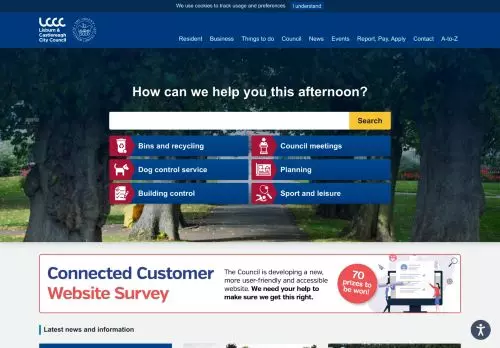 We use cookies to track usage and preferences I understand
LCCC
Lisburn &
Castlereagh
City Council
Resident Business Things to do Council News Events Report, Pay, Apply Contact A-to-Z
How can we help you this afternoon?
Search
Bins and recycling
Council meetings
Dog control service
Planning
Building control
Sport and leisure
Connected Customer
Website Survey
The Council is developing a new,
more user-friendly and accessible
website. We need your help to
make sure we get this right.
70
prizes to
be won!
Latest news and information